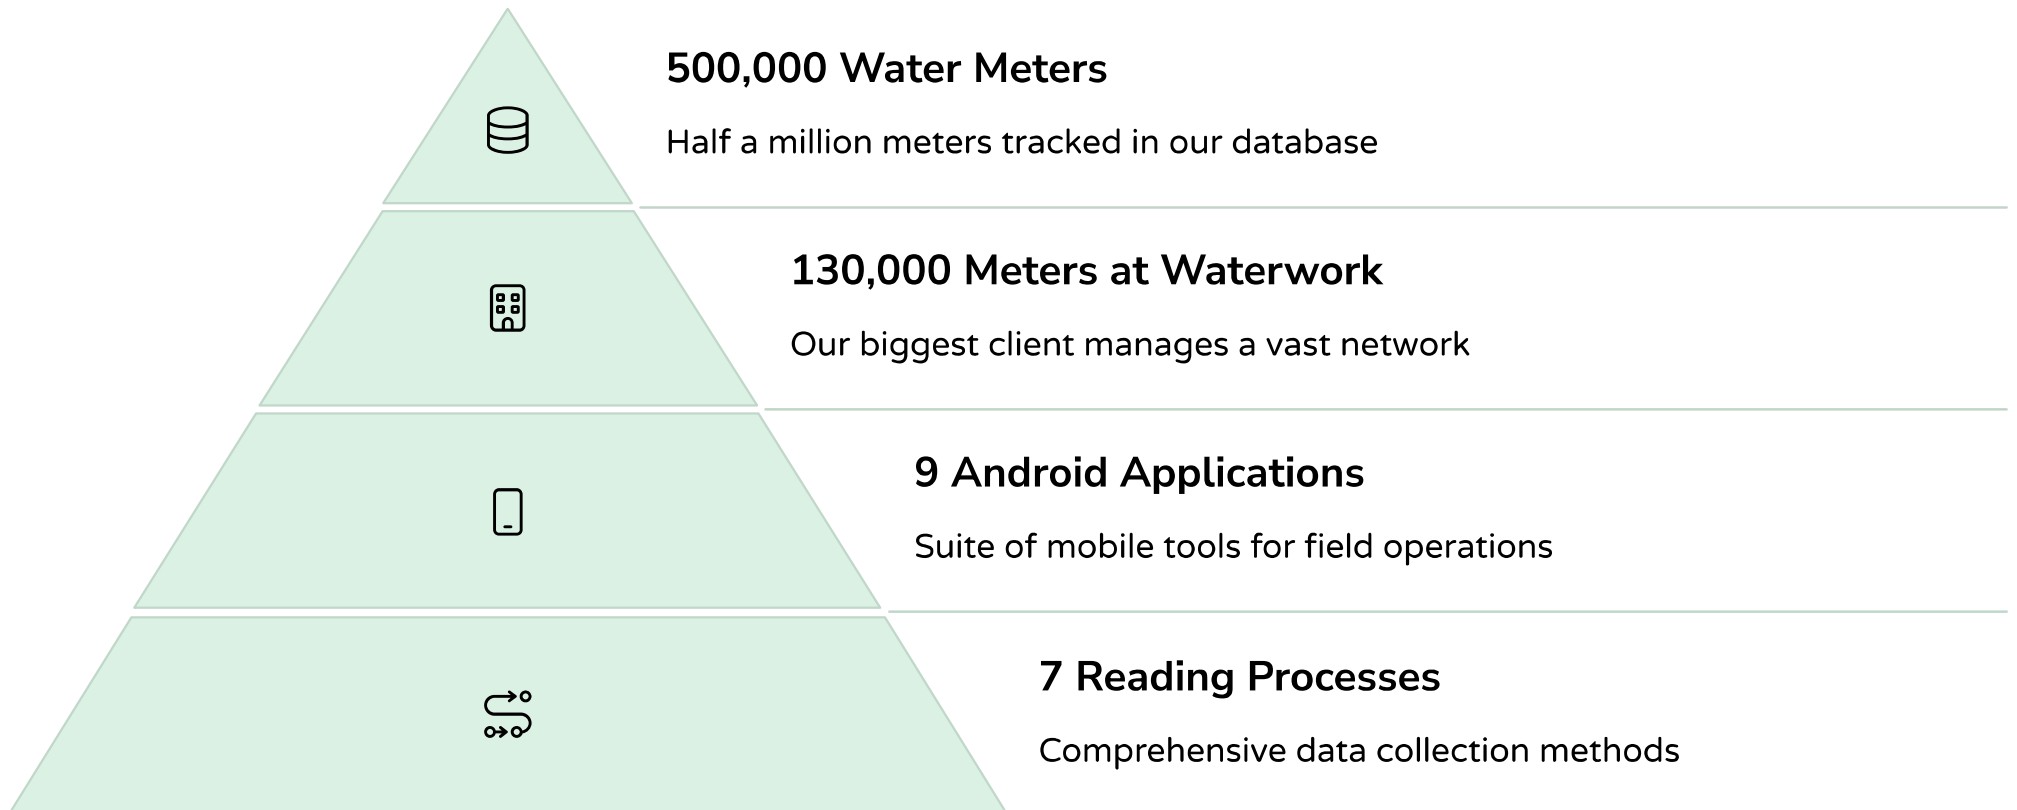 500,000 Water Meters
Half a million meters tracked in our database
130,000 Meters at Waterwork
Our biggest client manages a vast network
9 Android Applications
Suite of mobile tools for field operations
7 Reading Processes
Comprehensive data collection methods